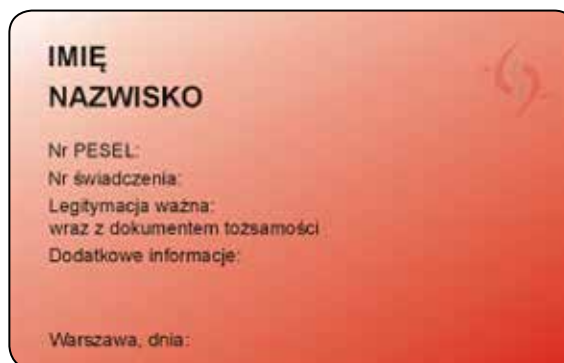 IMIĘ
NAZWISKO
Nr PESEL:
Nr świadczenia:
Legitymacja ważna:
wraz z dokumentem tożsamości
Dodatkowe informacje:
Warszawa, dnia: